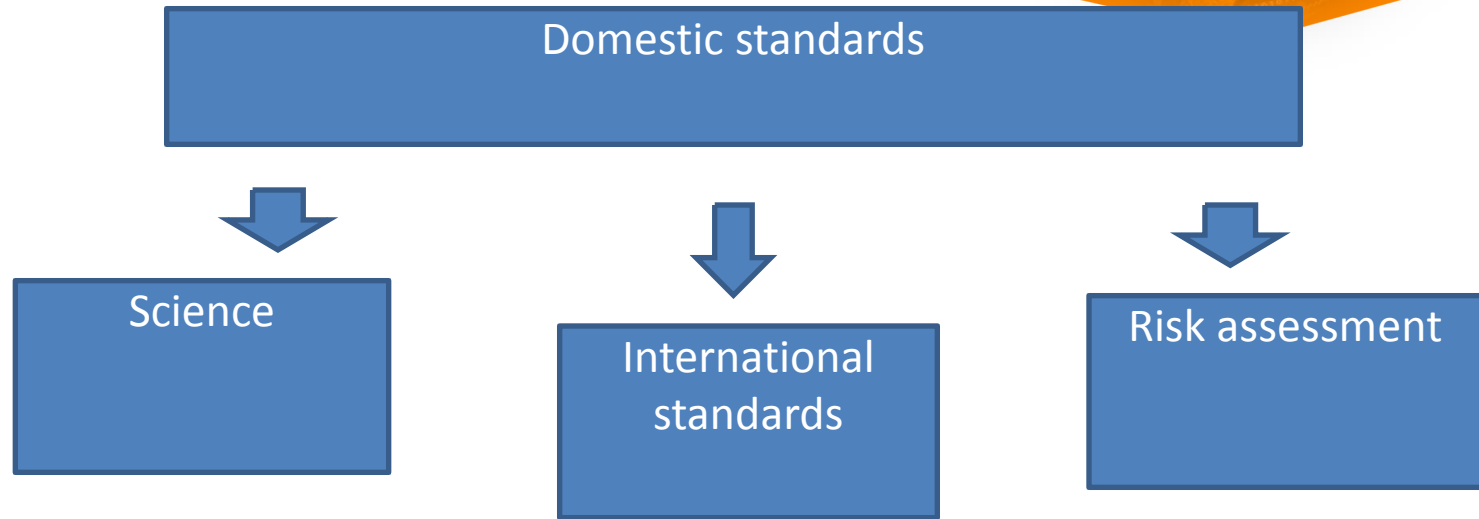 Domestic standards
Science
International
standards
Risk assessment